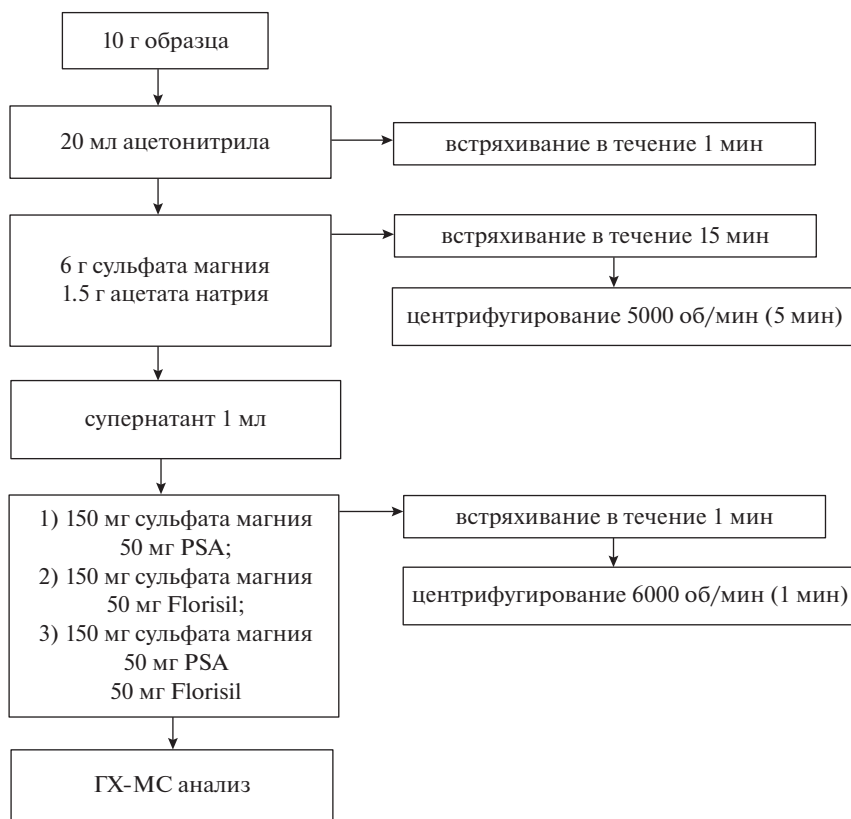 10 г образца
20 мл ацетонитрила
встряхивание в течение 1 мин
6 г сульфата магния
1.5 г ацетата натрия
встряхивание в течение 15 мин
центрифугирование 5000 об/мин (5 мин)
супернатант 1 мл
1) 150 мг сульфата магния
50 мг PSA;
2) 150 мг сульфата магния
50 мг Florisil;
3) 150 мг сульфата магния
50 мг PSA
50 мг Florisil
встряхивание в течение 1 мин
центрифугирование 6000 об/мин (1 мин)
ГХ-МС анализ